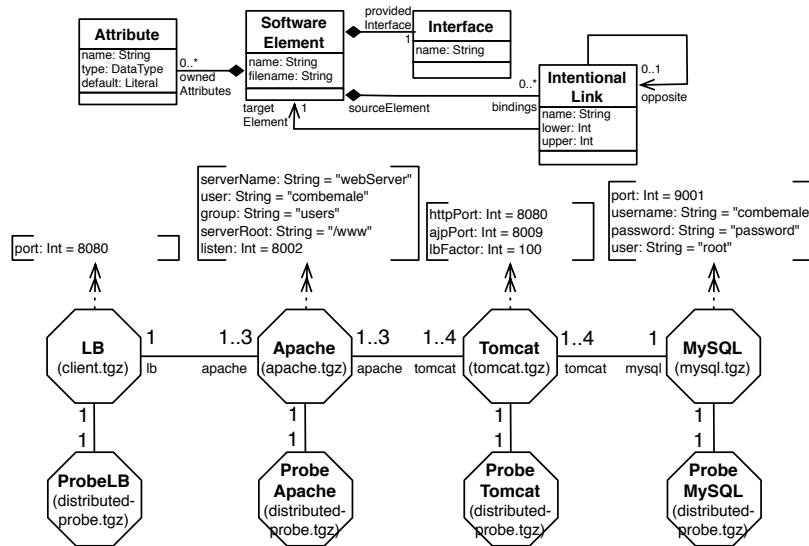 Attribute
name: String
type: DataType
default: Literal
0..*
owned
Attributes
Software
Element
name: String
filename: String
provided
Interface
1
Interface
name: String
target
Element
1
sourceElement
0..*
bindings
Intentional
Link
name: String
lower: Int
upper: Int
0..1
opposite
port: Int = 8080
serverName: String = "webServer"
user: String = "combemale"
group: String = "users"
serverRoot: String = "/www"
listen: Int = 8002
httpPort: Int = 8080
ajpPort: Int = 8009
lbFactor: Int = 100
port: Int = 9001
username: String = "combemale"
password: String = "password"
user: String = "root"
LB
(client.tgz)
1
lb
1..3
apache
Apache
(apache.tgz)
1..3
apache
1..4
tomcat
Tomcat
(tomcat.tgz)
1..4
tomcat
1
mysql
MySQL
(mysql.tgz)
1
1
1
1
1
1
1
1
ProbeLB
(distributed-
probe.tgz)
Probe
Apache
(distributed-
probe.tgz)
Probe
Tomcat
(distributed-
probe.tgz)
Probe
MySQL
(distributed-
probe.tgz)